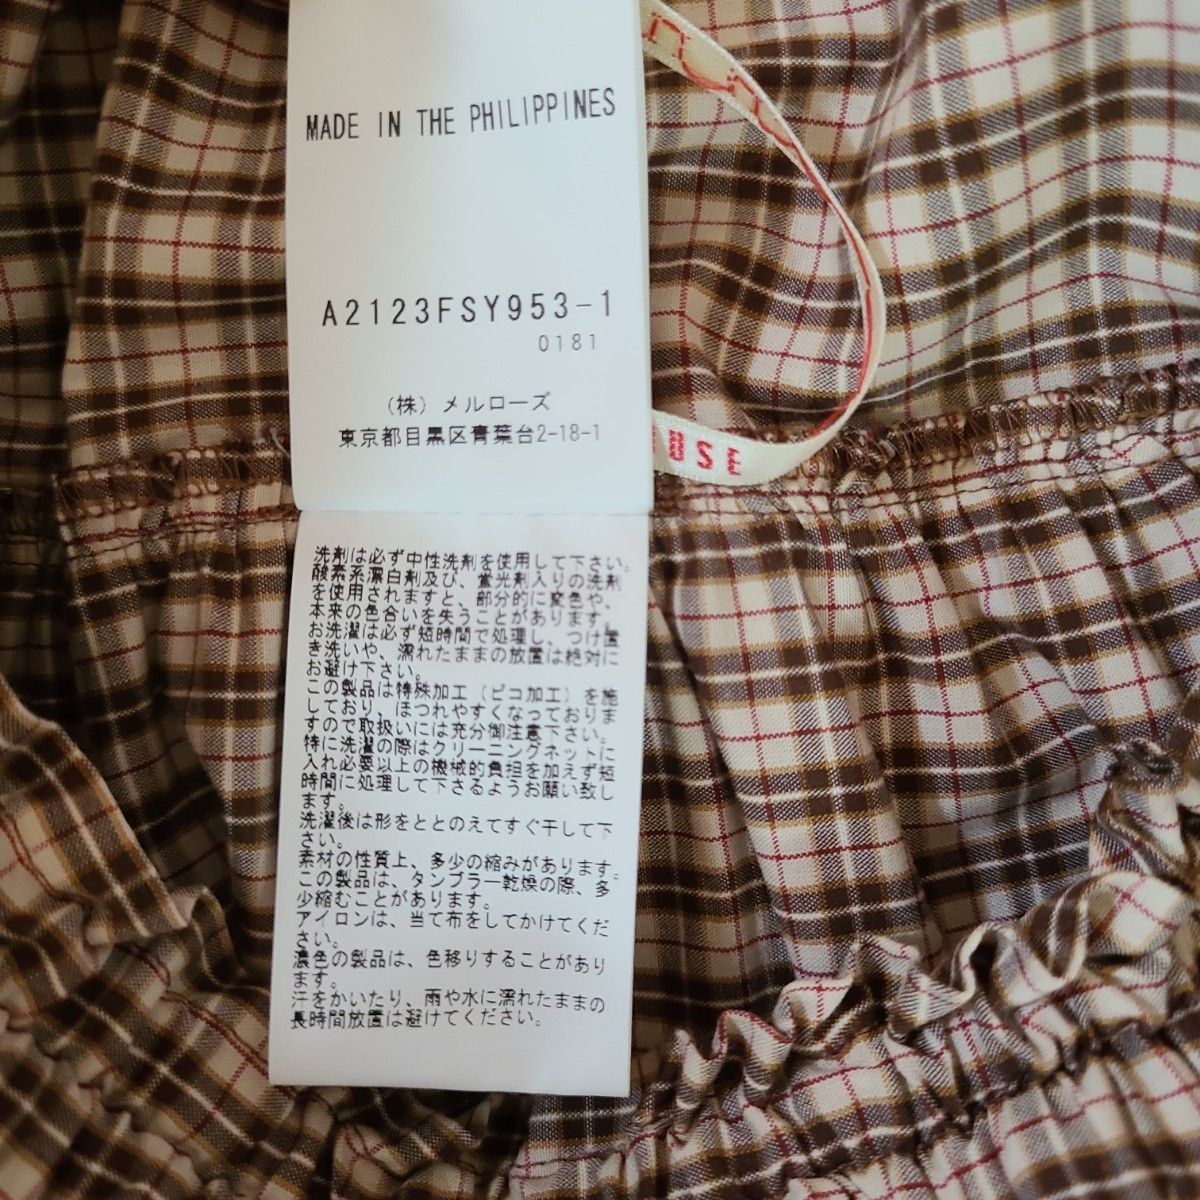 MADE IN THE PHILIPPINES
A2123FSY953-1
0181
(株) メルローズ
東京都目黒区青葉台2-18-1
USE
洗剤は必ず中性洗剤を使用して下さい。
酸素系漂白剤及び、蛍光剤入りの洗剤
を使用されますと、部分的に変色や、
本来の色合いを失うことがあります。
お洗濯は必ず短時間で処理し、つけ置
き洗いや、濡れたままの放置は絶対に
お避け下さい。
この製品は特殊加工(ピコ加工)を施
しており、ほつれやすくなっておりま
すので取扱いには充分御注意下さい。
特に洗濯の際はクリーニングネットに
入れ必要以上の機械的負担を加えず短
時間に処理して下さるようお願い致し
ます。
洗濯後は形をととのえてすぐ干して下
さい。
素材の性質上、多少の縮みがあります。
この製品は、タンブラー乾燥の際、多
少縮むことがあります。
アイロンは、当て布をしてかけてくだ
さい。
濃色の製品は、色移りすることがあり
ます。
汗をかいたり、雨や水に濡れたままの
長時間放置は避けてください。